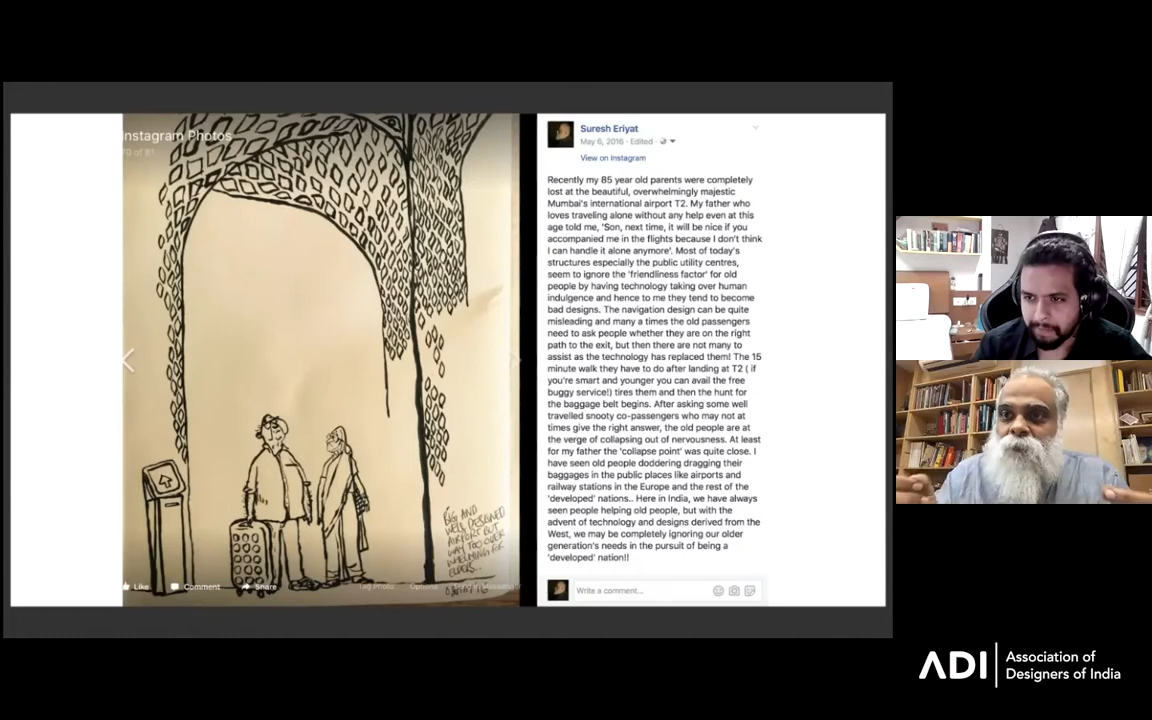 Instagram Photos
79 of 81
Suresh Eriyat
May 6, 2016 · Edited ·
View on Instagram
Recently my 85 year old parents were completely
lost at the beautiful, overwhelmingly majestic
Mumbai's international airport T2. My father who
loves traveling alone without any help even at this
age told me, 'Son, next time, it will be nice if you
accompanied me in the flights because I don't think
I can handle it alone anymore'. Most of today's
structures especially the public utility centres,
seem to ignore the 'friendliness factor' for old
people by having technology taking over human
indulgence and hence to me they tend to become
bad designs. The navigation design can be quite
misleading and many a times the old passengers
need to ask people whether they are on the right
path to the exit, but then there are not many to
assist as the technology has replaced them! The 15
minute walk they have to do after landing at T2 ( if
you're smart and younger you can avail the free
buggy service!) tires them and then the hunt for
the baggage belt begins. After asking some well
travelled snooty co-passengers who may not at
times give the right answer, the old people are at
the verge of collapsing out of nervousness. At least
for my father the 'collapse point' was quite close. I
have seen old people doddering dragging their
baggages in the public places like airports and
railway stations in the Europe and the rest of the
'developed' nations.. Here in India, we have always
seen people helping old people, but with the
advent of technology and designs derived from the
West, we may be completely ignoring our older
generation's needs in the pursuit of being a
'developed' nation!!
BIG AND
WELL DESIGNED
AIRPORT BUT
WAY TOO OVER
WHELMING FOR
ELDERS...
Like Comment Share
Tag Photo Options
Write a comment...
ADI Association of
Designers of India